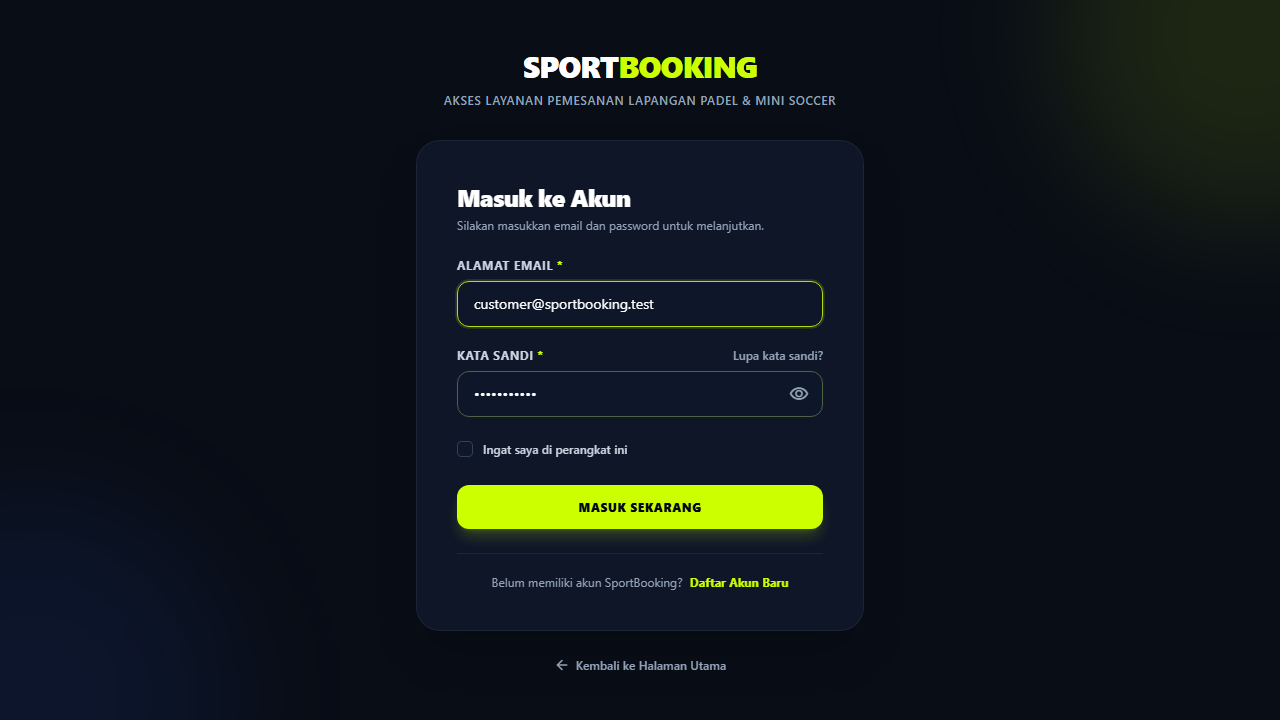 SPORTBOOKING
AKSES LAYANAN PEMESANAN LAPANGAN PADEL & MINI SOCCER
Masuk ke Akun
Silakan masukkan email dan password untuk melanjutkan.
ALAMAT EMAIL *
customer@sportbooking.test
KATA SANDI * Lupa kata sandi?
•••••••••••
Ingat saya di perangkat ini
MASUK SEKARANG
Belum memiliki akun SportBooking? Daftar Akun Baru
← Kembali ke Halaman Utama